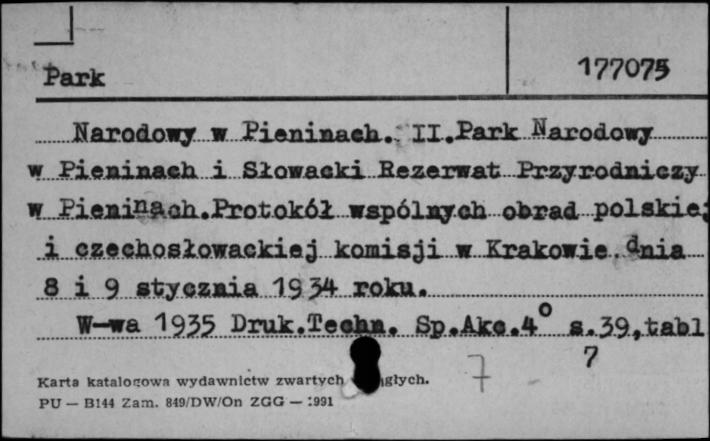 Park 177075
Narodowy w Pieninach. II.Park Narodowy
w Pieninach i Słowacki Rezerwat Przyrodniczy
w Pieninach.Protokół wspólnych obrad polskiej
i czechosłowackiej komisji w Krakowie dnia
8 i 9 stycznia 1934 roku.
W-wa 1935 Druk.Techn. Sp.Akc.4° s.39,tabl
7
Karta katalogowa wydawnictw zwartych głych. 7
PU — B144 Zam. 849/DW/On ZGG — 1991